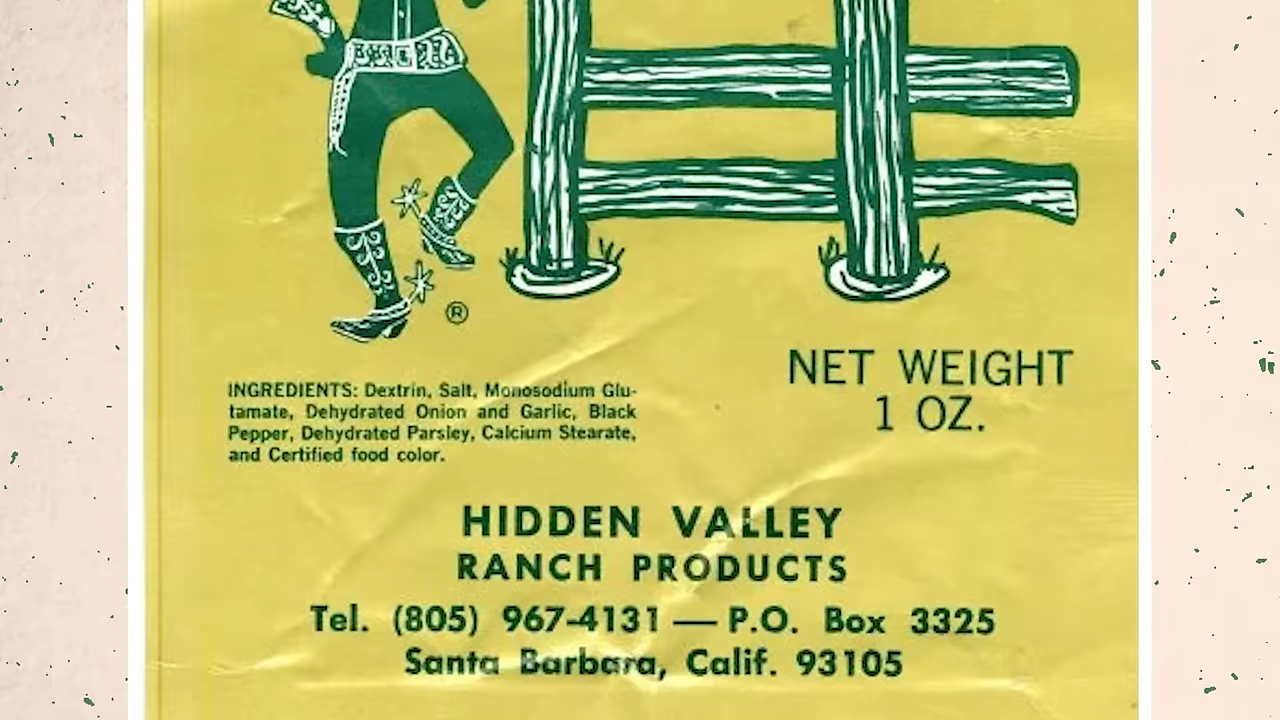 ®
INGREDIENTS: Dextrin, Salt, Monosodium Glu-
tamate, Dehydrated Onion and Garlic, Black
Pepper, Dehydrated Parsley, Calcium Stearate,
and Certified food color.
NET WEIGHT
1 OZ.
HIDDEN VALLEY
RANCH PRODUCTS
Tel. (805) 967-4131 — P.O. Box 3325
Santa Barbara, Calif. 93105